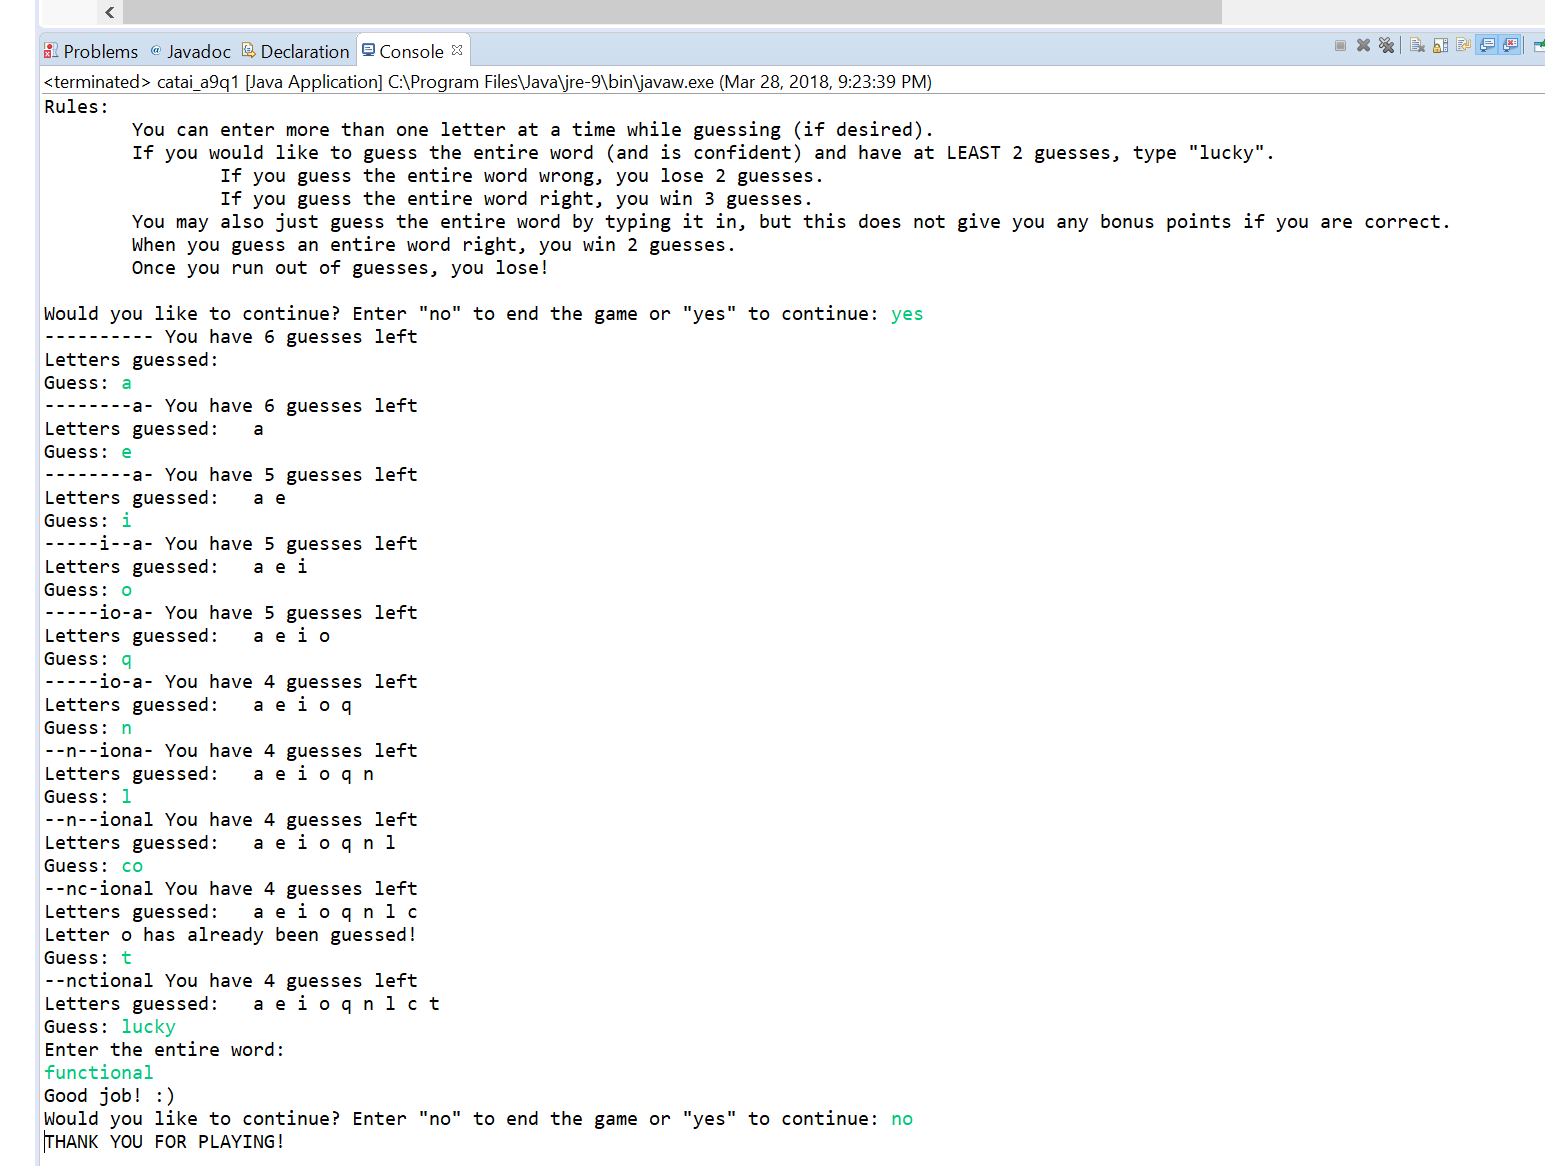 Problems @ Javadoc Declaration Console
<terminated> catai_a9q1 [Java Application] C:\Program Files\Java\jre-9\bin\javaw.exe (Mar 28, 2018, 9:23:39 PM)
Rules:
You can enter more than one letter at a time while guessing (if desired).
If you would like to guess the entire word (and is confident) and have at LEAST 2 guesses, type "lucky".
If you guess the entire word wrong, you lose 2 guesses.
If you guess the entire word right, you win 3 guesses.
You may also just guess the entire word by typing it in, but this does not give you any bonus points if you are correct.
When you guess an entire word right, you win 2 guesses.
Once you run out of guesses, you lose!
Would you like to continue? Enter "no" to end the game or "yes" to continue: yes
---------- You have 6 guesses left
Letters guessed:
Guess: a
--------a- You have 6 guesses left
Letters guessed:   a
Guess: e
--------a- You have 5 guesses left
Letters guessed:   a e
Guess: i
-----i--a- You have 5 guesses left
Letters guessed:   a e i
Guess: o
-----io-a- You have 5 guesses left
Letters guessed:   a e i o
Guess: q
-----io-a- You have 4 guesses left
Letters guessed:   a e i o q
Guess: n
--n--iona- You have 4 guesses left
Letters guessed:   a e i o q n
Guess: l
--n--ional You have 4 guesses left
Letters guessed:   a e i o q n l
Guess: co
--nc-ional You have 4 guesses left
Letters guessed:   a e i o q n l c
Letter o has already been guessed!
Guess: t
--nctional You have 4 guesses left
Letters guessed:   a e i o q n l c t
Guess: lucky
Enter the entire word:
functional
Good job! :)
Would you like to continue? Enter "no" to end the game or "yes" to continue: no
THANK YOU FOR PLAYING!